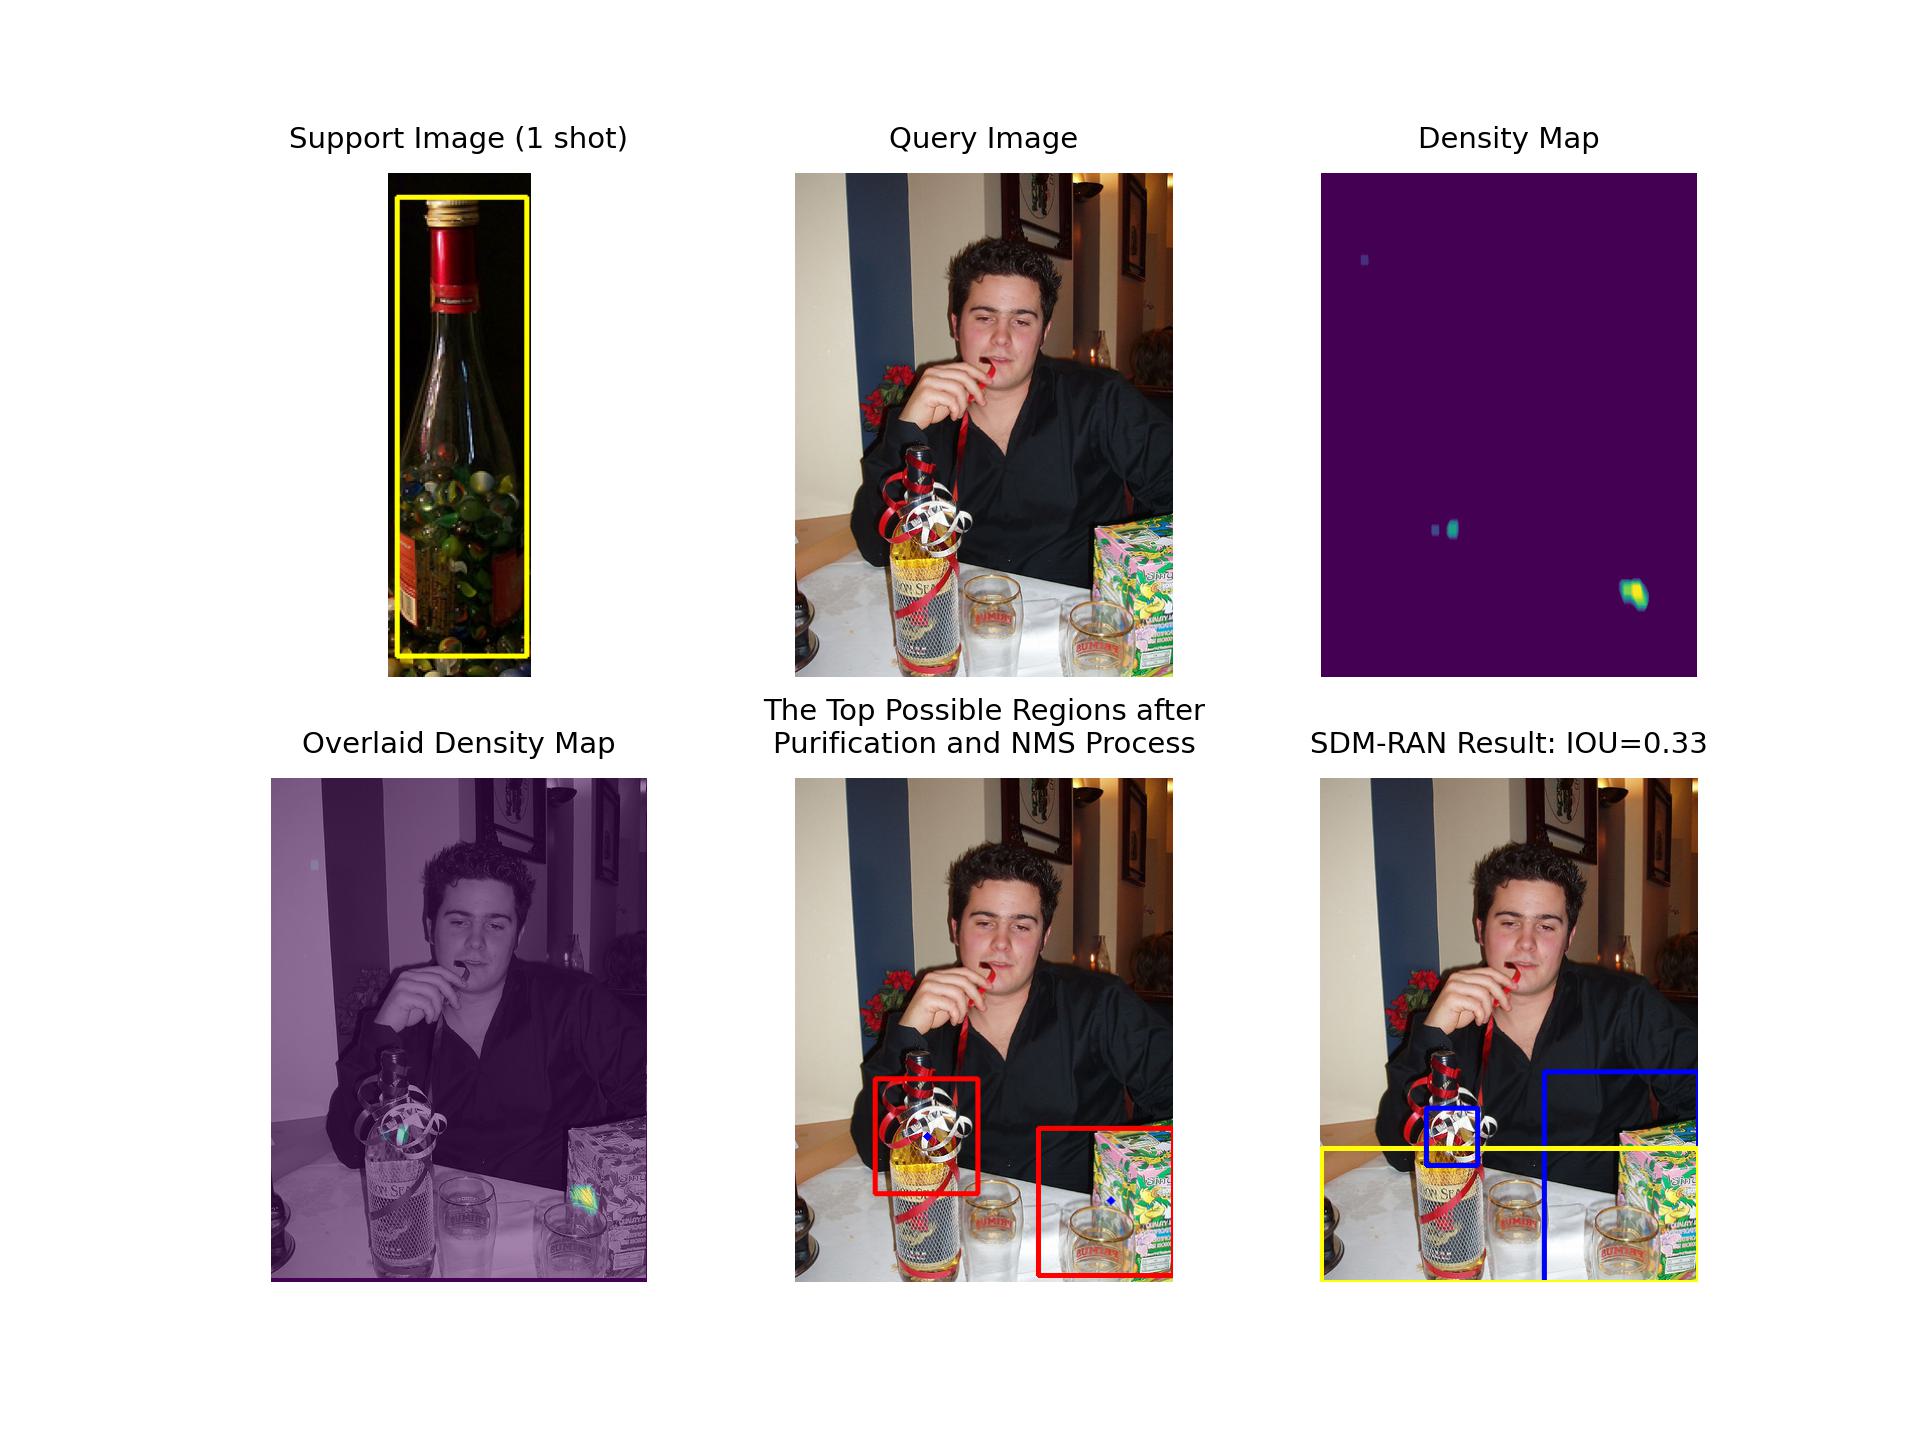 Support Image (1 shot)
Query Image
Density Map
Overlaid Density Map
The Top Possible Regions after
Purification and NMS Process
SDM-RAN Result: IOU=0.33